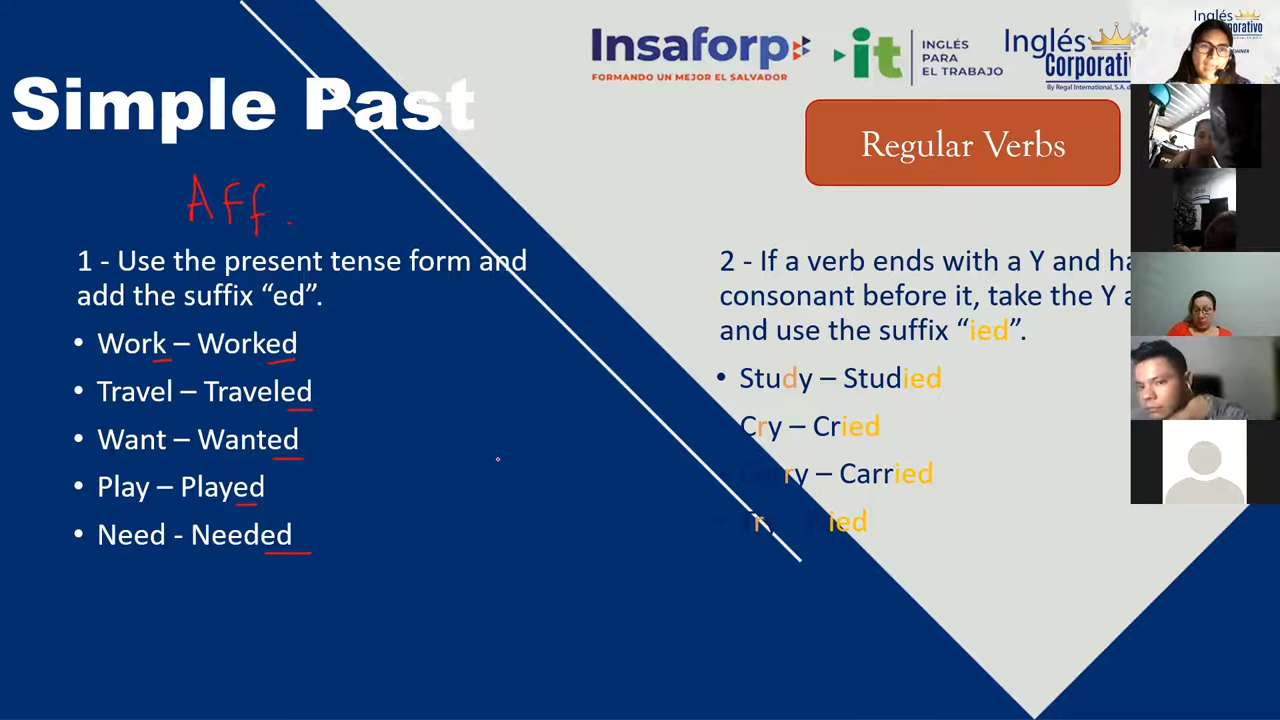 Insaforp
FORMANDO UN MEJOR EL SALVADOR
it
INGLÉS
PARA
EL TRABAJO
Inglés
Corporativ
By Regal International, S.A. d
Inglés
orporativo
Simple Past
Regular Verbs
Aff.
1 - Use the present tense form and
add the suffix “ed”.
• Work – Worked
• Travel – Traveled
• Want – Wanted
• Play – Played
• Need - Needed
2 - If a verb ends with a Y and ha
consonant before it, take the Y a
and use the suffix “ied”.
• Study – Studied
Cry – Cried
Carry – Carried